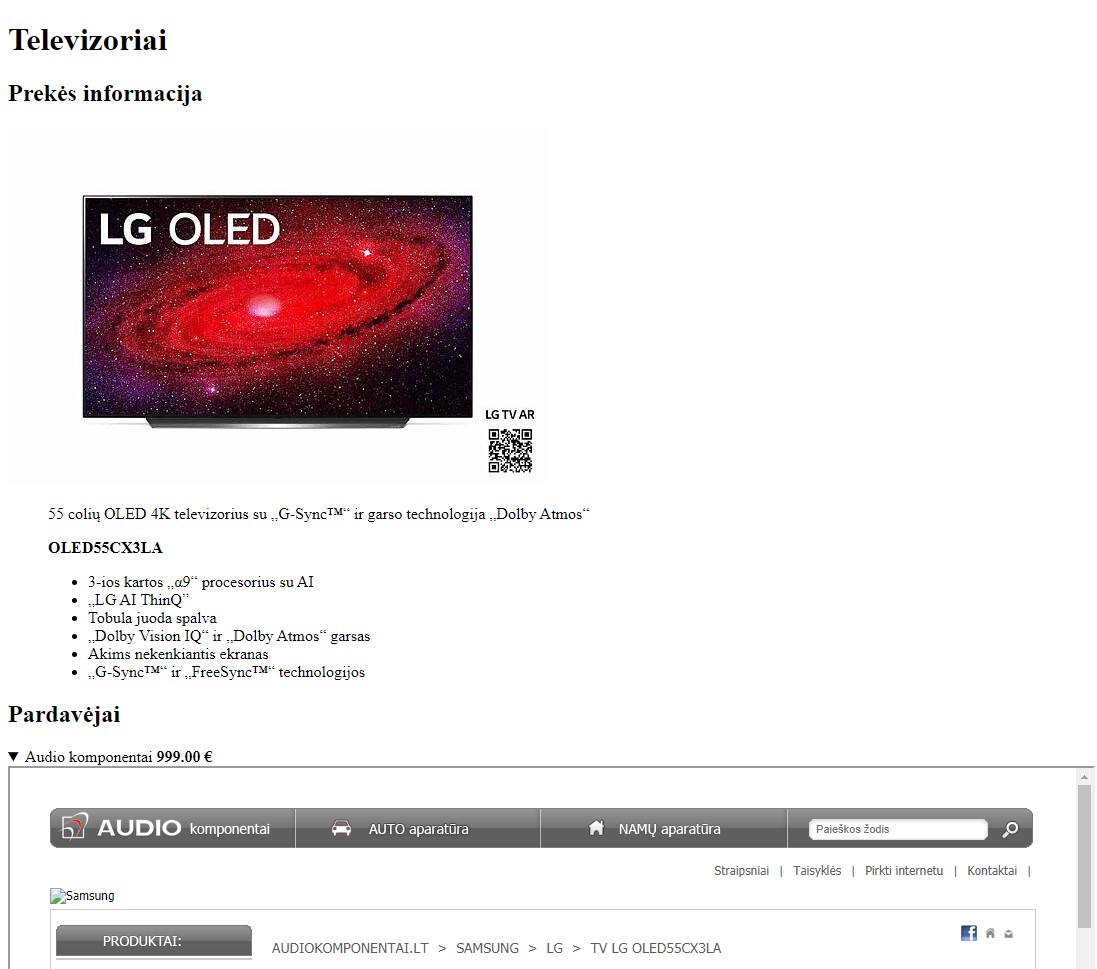 Televizoriai
Prekės informacija
LG OLED
LG TV AR
55 colių OLED 4K televizorius su „G-Sync™“ ir garso technologija „Dolby Atmos“
OLED55CX3LA
3-ios kartos „α9“ procesorius su AI
„LG AI ThinQ”
Tobula juoda spalva
„Dolby Vision IQ“ ir „Dolby Atmos“ garsas
Akims nekenkiantis ekranas
„G-Sync™“ ir „FreeSync™“ technologijos
Pardavėjai
▼ Audio komponentai 999.00 €
AUDIO komponentai AUTO aparatūra NAMŲ aparatūra Paieškos žodis
Straipsniai | Taisyklės | Pirkti internetu | Kontaktai |
Samsung
PRODUKTAI:
AUDIOKOMPONENTAI.LT > SAMSUNG > LG > TV LG OLED55CX3LA